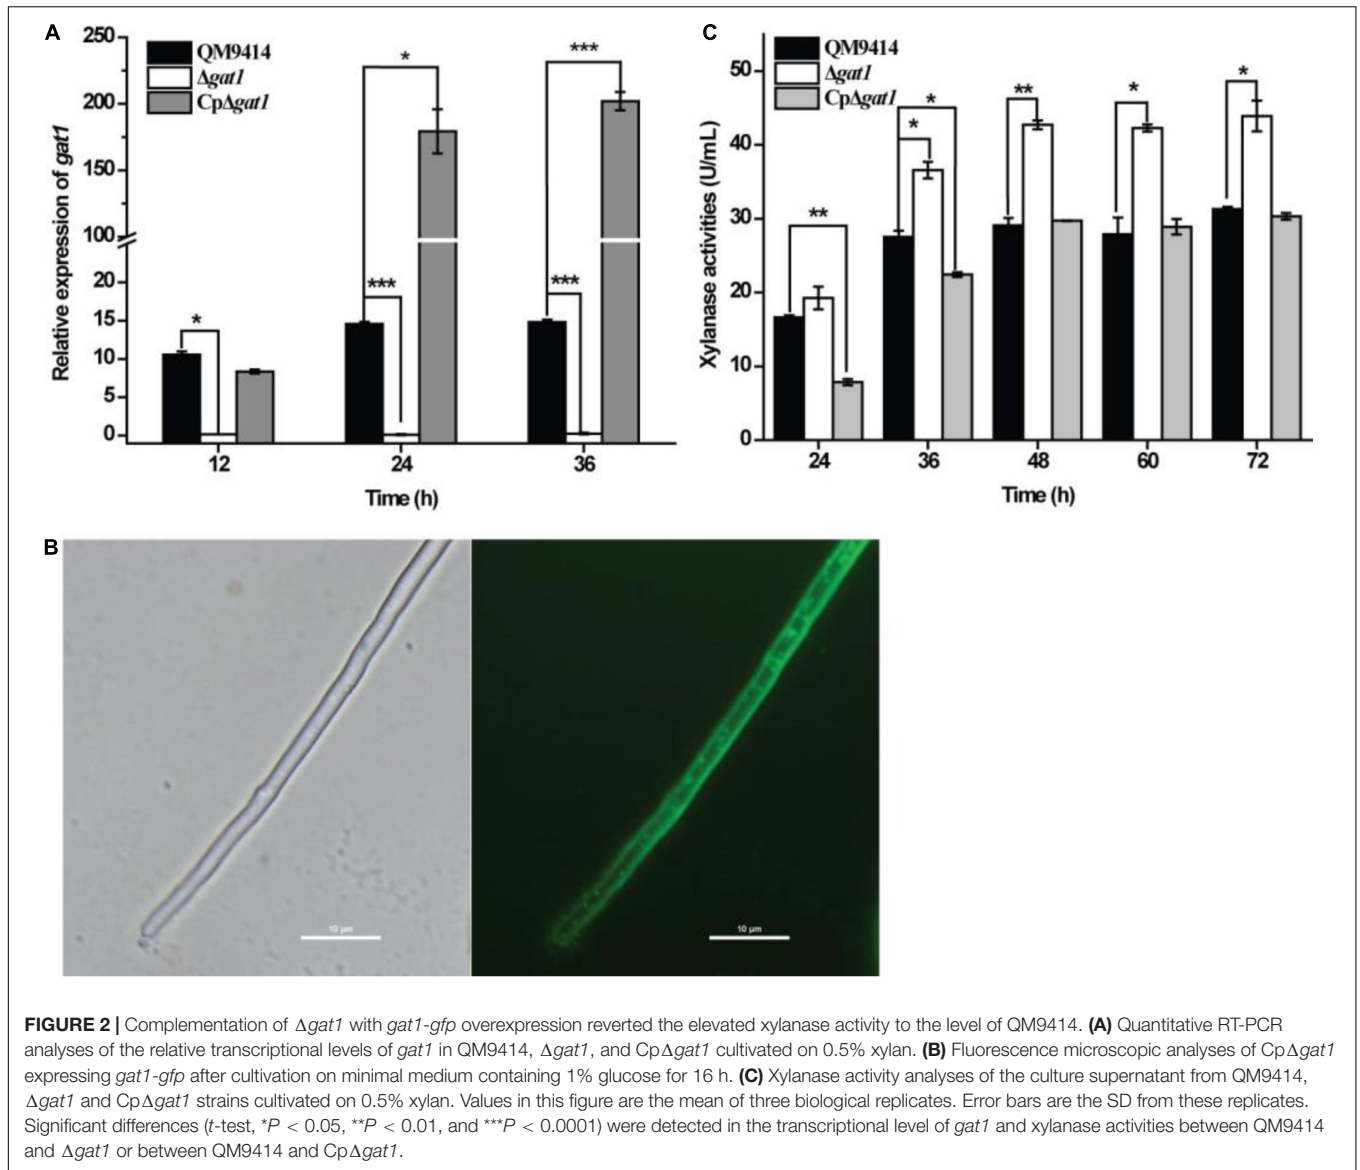 A
250
200
150
100
20
15
10
5
0
Relative expression of gat1
QM9414
Δgat1
CpΔgat1
*
***
*
***
***
12
24
36
Time (h)
C
50
40
30
20
10
0
Xylanase activities (U/mL)
QM9414
Δgat1
CpΔgat1
**
*
*
**
*
*
24
36
48
60
72
Time (h)
B
10 μm
10 μm
FIGURE 2 | Complementation of Δgat1 with gat1-gfp overexpression reverted the elevated xylanase activity to the level of QM9414. (A) Quantitative RT-PCR
analyses of the relative transcriptional levels of gat1 in QM9414, Δgat1, and CpΔgat1 cultivated on 0.5% xylan. (B) Fluorescence microscopic analyses of CpΔgat1
expressing gat1-gfp after cultivation on minimal medium containing 1% glucose for 16 h. (C) Xylanase activity analyses of the culture supernatant from QM9414,
Δgat1 and CpΔgat1 strains cultivated on 0.5% xylan. Values in this figure are the mean of three biological replicates. Error bars are the SD from these replicates.
Significant differences (t-test, *P < 0.05, **P < 0.01, and ***P < 0.0001) were detected in the transcriptional level of gat1 and xylanase activities between QM9414
and Δgat1 or between QM9414 and CpΔgat1.